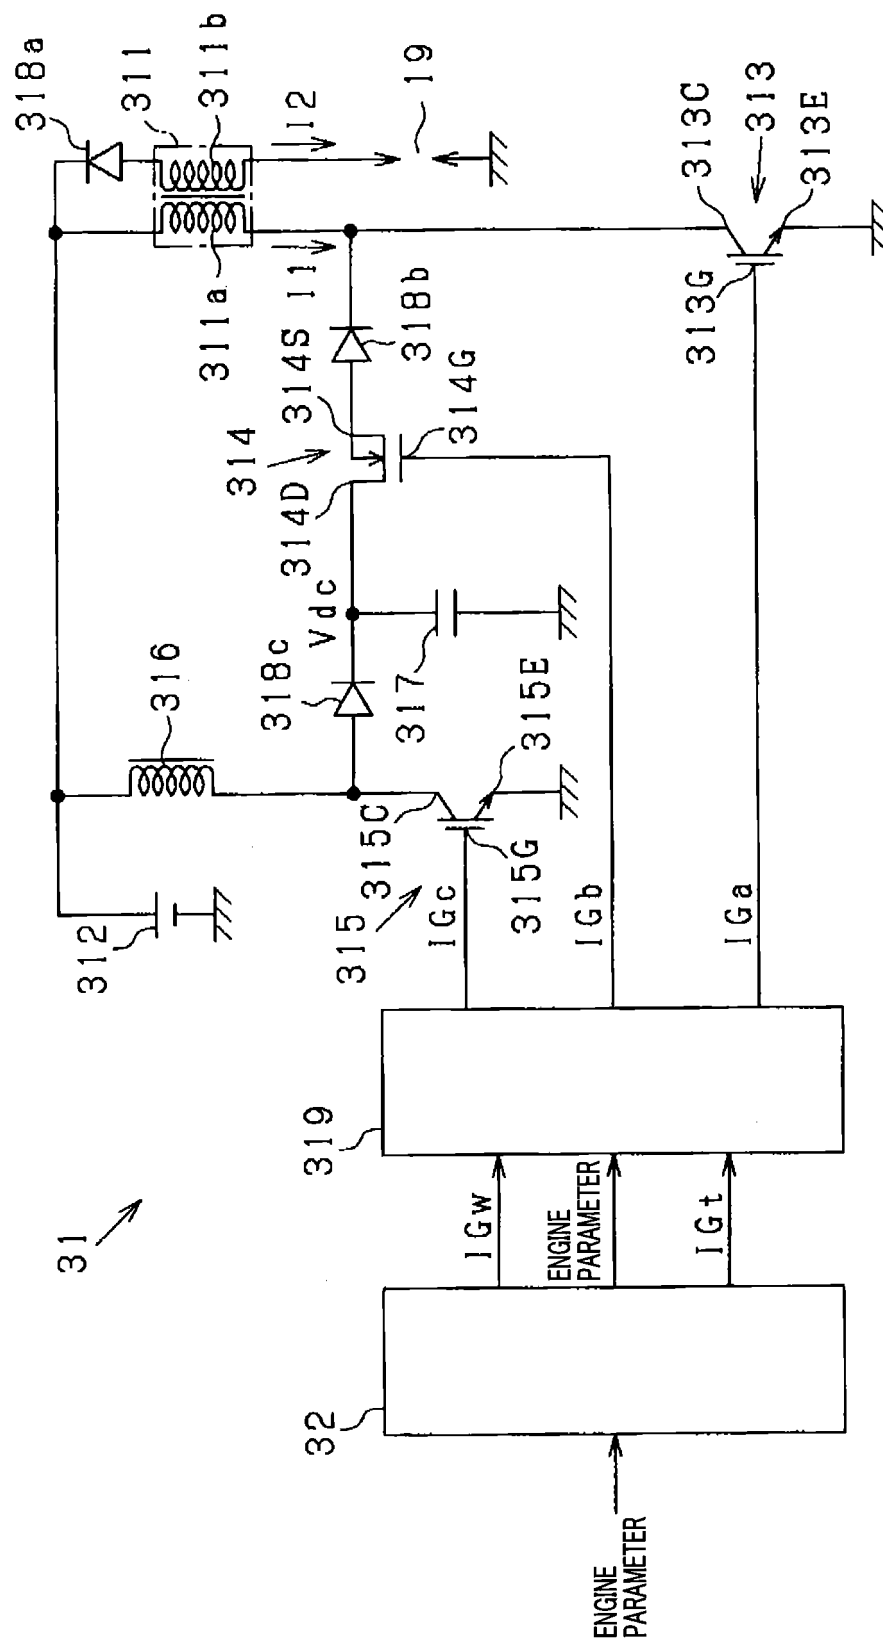 31
ENGINE
PARAMETER
32
IGw
ENGINE
PARAMETER
IGt
319
IGc
IGb
IGa
312
316
315
315C
315G
315E
318c
Vdc
317
314
314D
314S
314G
318b
318a
311
311b
311a
I1
I2
19
313C
313
313E
313G